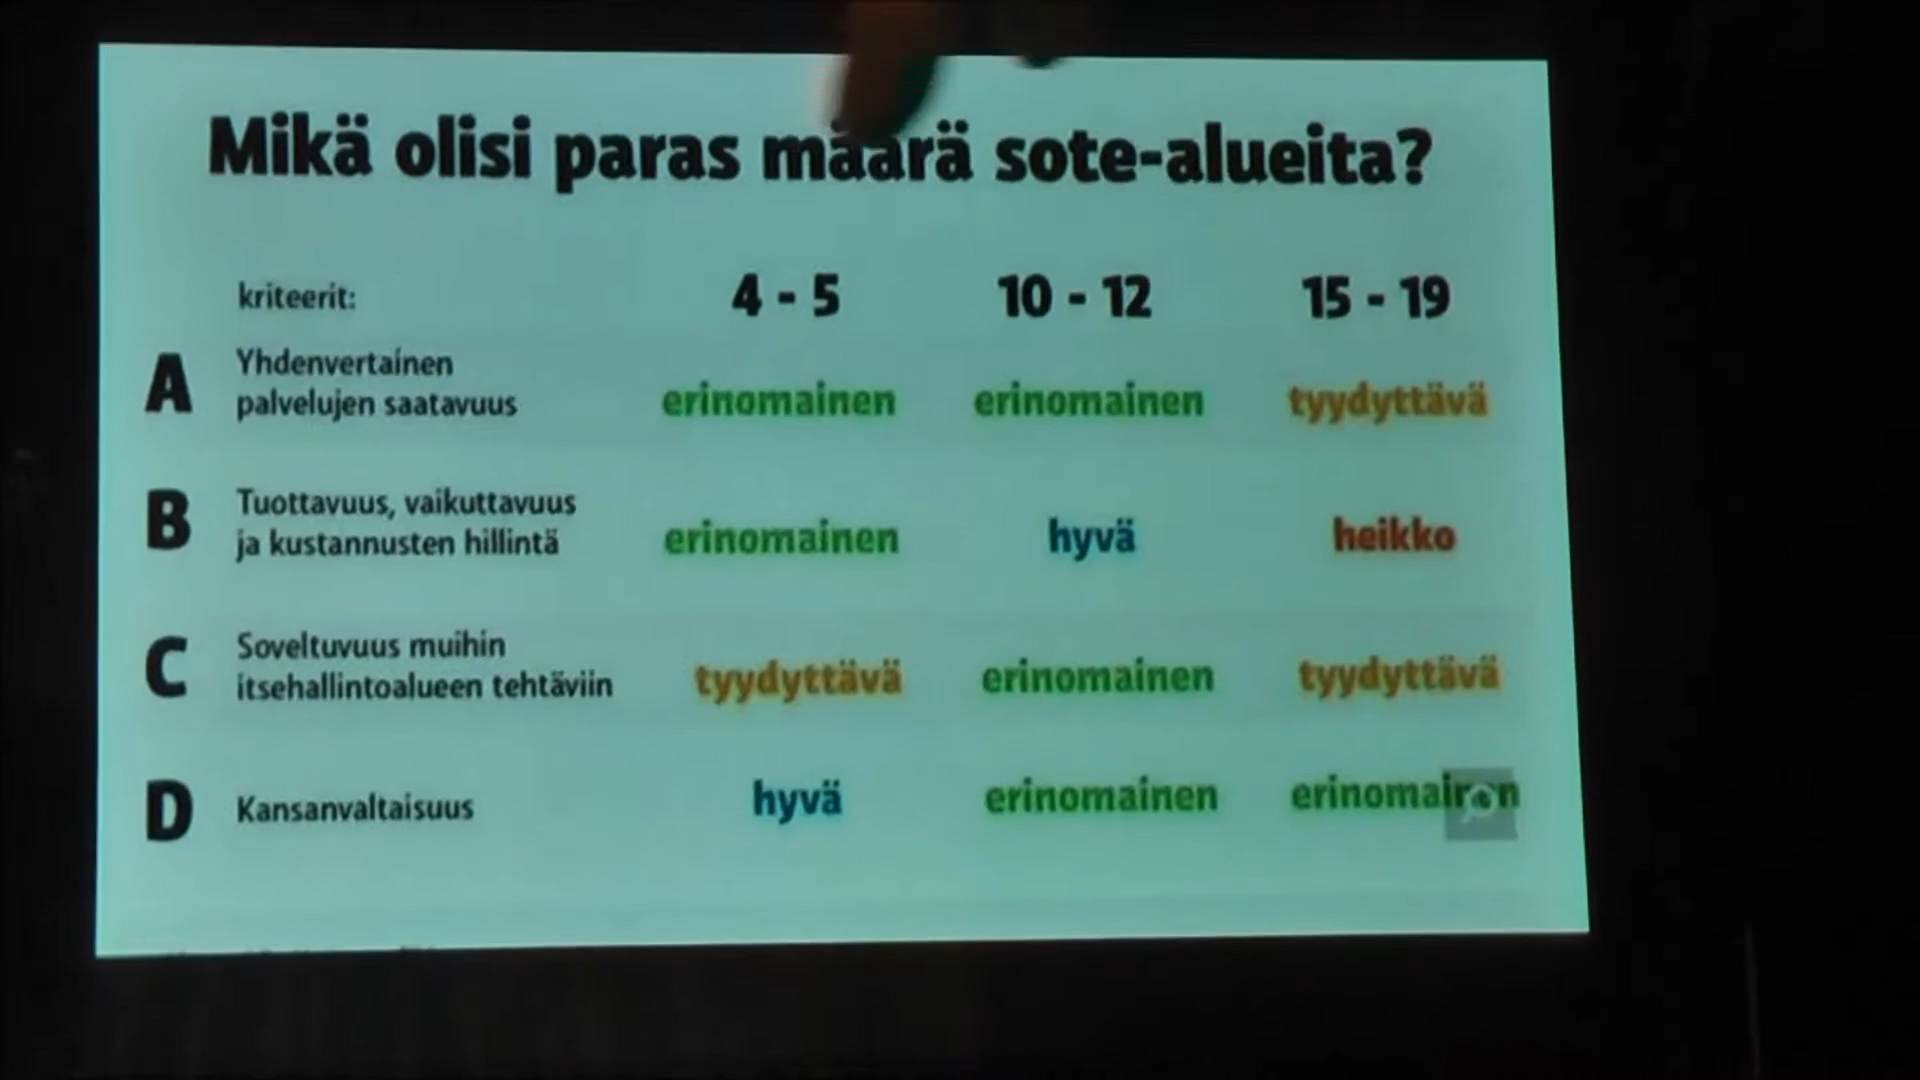 Mikä olisi paras määrä sote-alueita?
kriteerit: 4 - 5 10 - 12 15 - 19
A Yhdenvertainen
palvelujen saatavuus erinomainen erinomainen tyydyttävä
B Tuottavuus, vaikuttavuus
ja kustannusten hillintä erinomainen hyvä heikko
C Soveltuvuus muihin
itsehallintoalueen tehtäviin tyydyttävä erinomainen tyydyttävä
D Kansanvaltaisuus hyvä erinomainen erinomainen